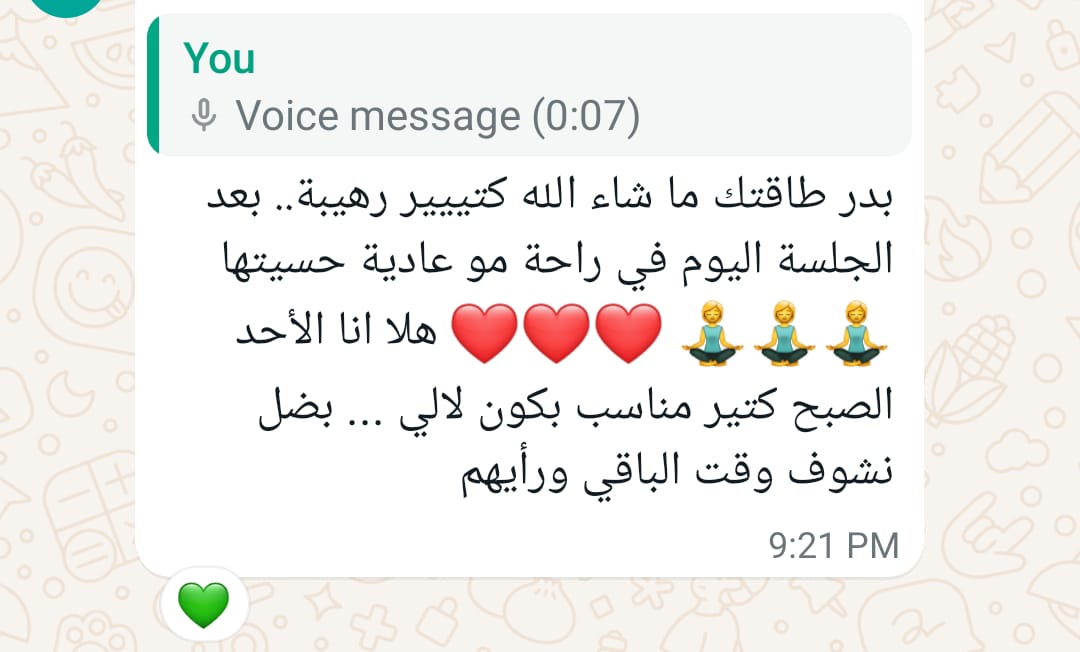 You
Voice message (0:07)
بدر طاقتك ما شاء الله كتيييير رهيبة.. بعد
الجلسة اليوم في راحة مو عادية حسيتها
🧘‍♀️🧘‍♀️🧘‍♀️ ❤️❤️❤️ هلا انا الأحد
الصبح كتير مناسب بكون لالي ... بضل
نشوف وقت الباقي ورأيهم
9:21 PM